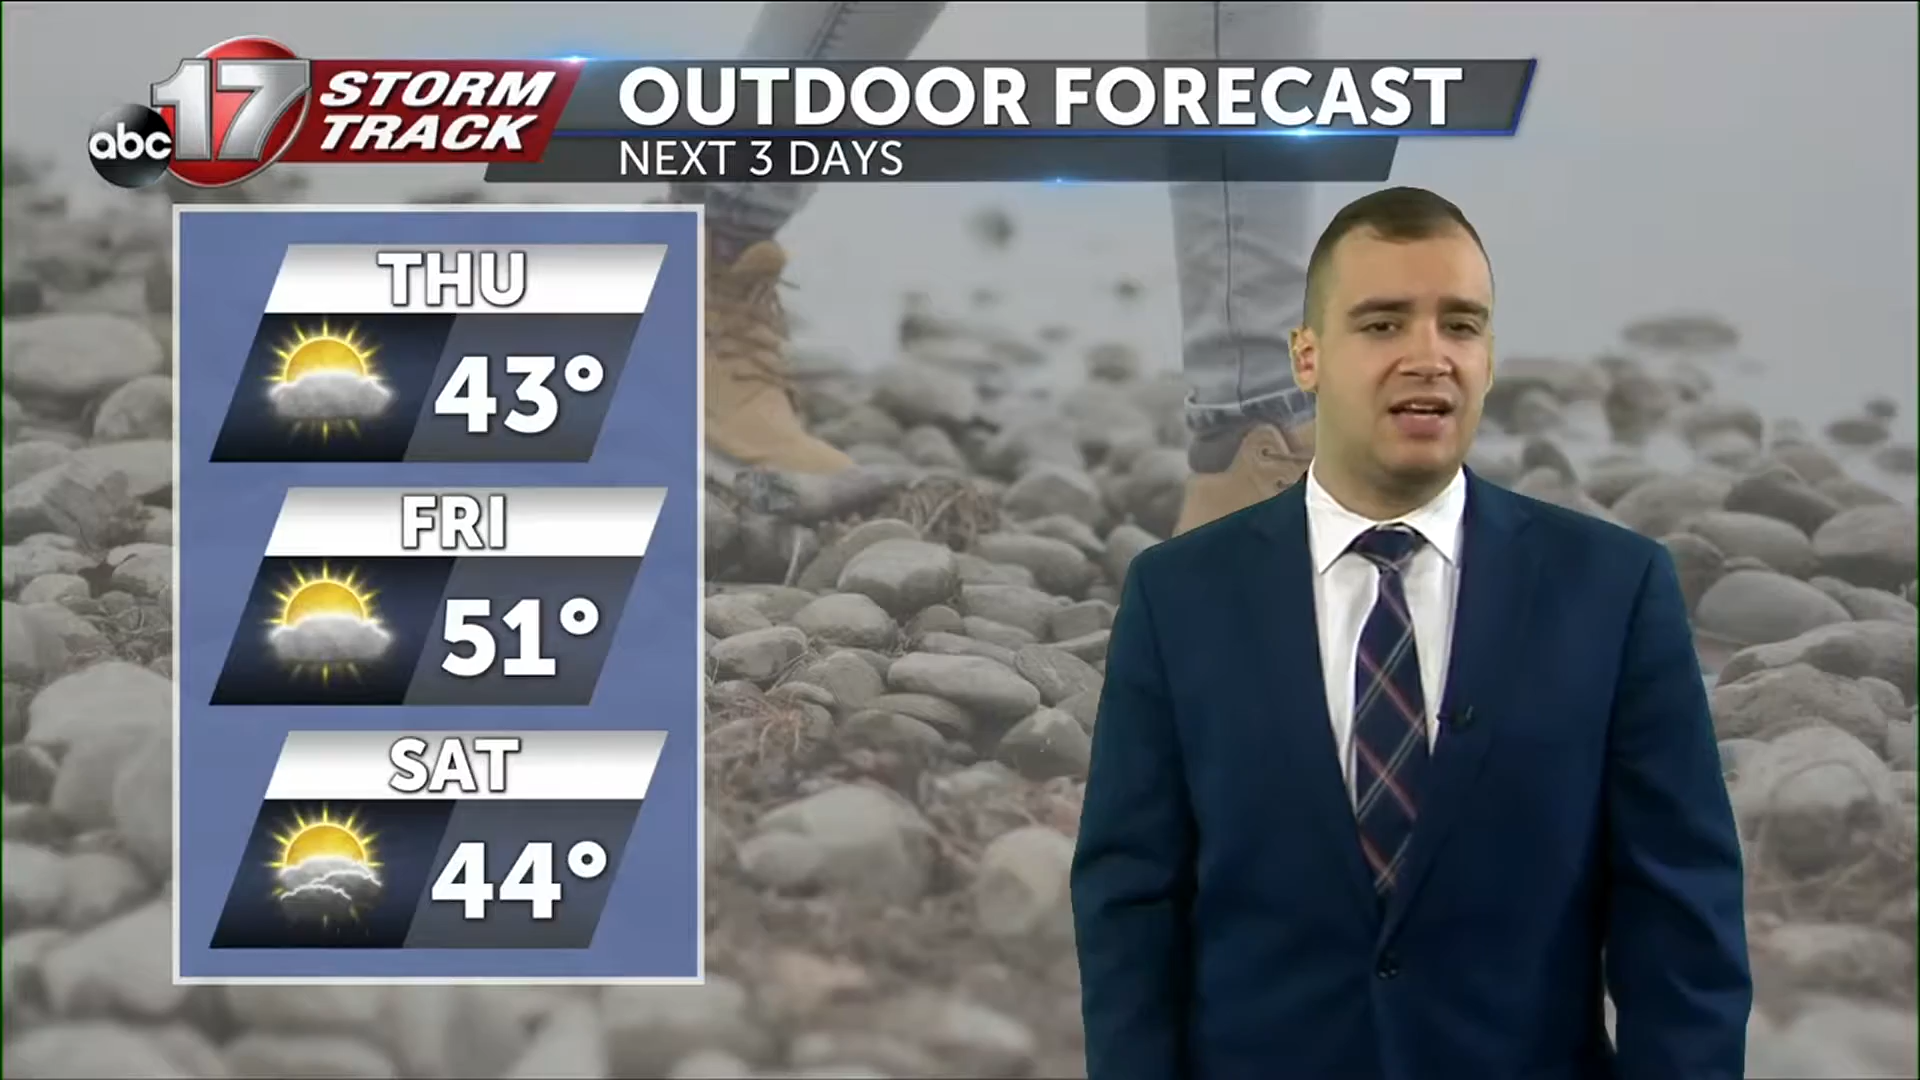 abc 17 STORM TRACK
OUTDOOR FORECAST
NEXT 3 DAYS
THU
43°
FRI
51°
SAT
44°